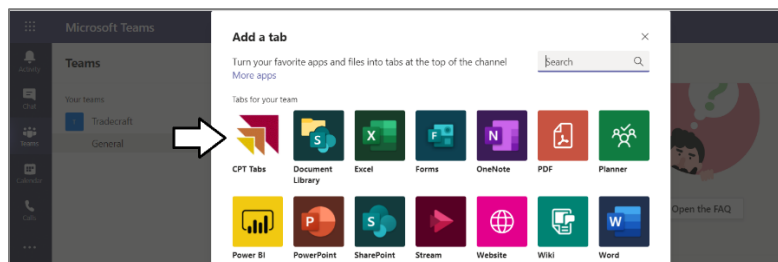 Microsoft Teams
Add a tab
Activity
Teams
Turn your favorite apps and files into tabs at the top of the channel
Search
More apps
Chat
Your teams
Tabs for your team
Tradecraft
Teams
General
CPT Tabs
Document Library
Excel
Forms
OneNote
PDF
Planner
Calendar
Calls
Open the FAQ
Power BI
PowerPoint
SharePoint
Stream
Website
Wiki
Word